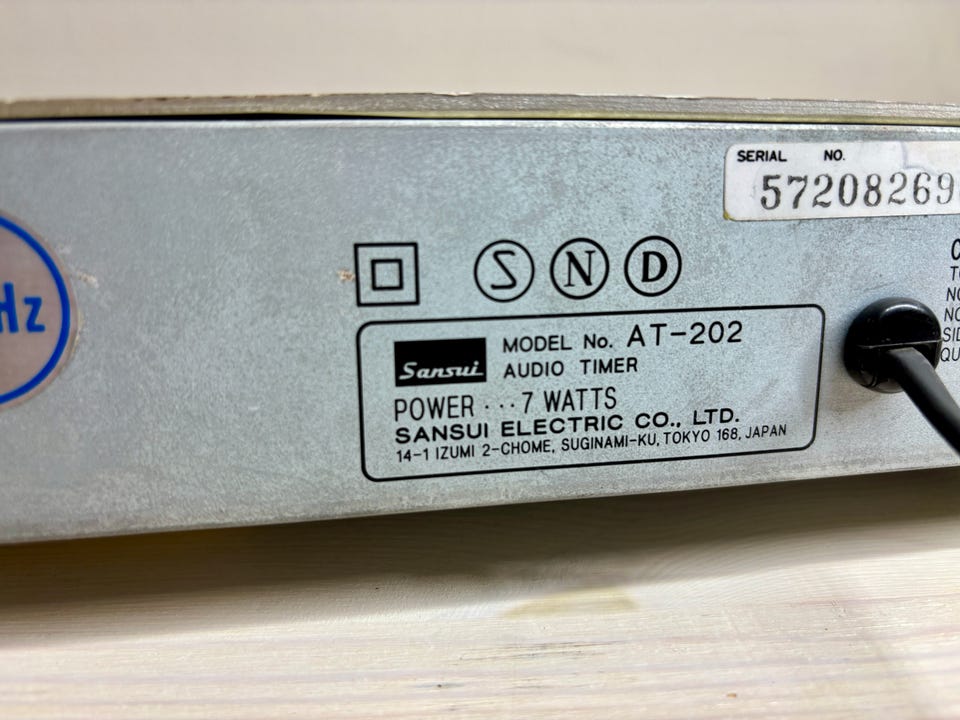 SERIAL NO.
57208269
Hz
S N D
Sansui
MODEL No. AT-202
AUDIO TIMER
POWER ··· 7 WATTS
SANSUI ELECTRIC CO., LTD.
14-1 IZUMI 2-CHOME, SUGINAMI-KU, TOKYO 168, JAPAN